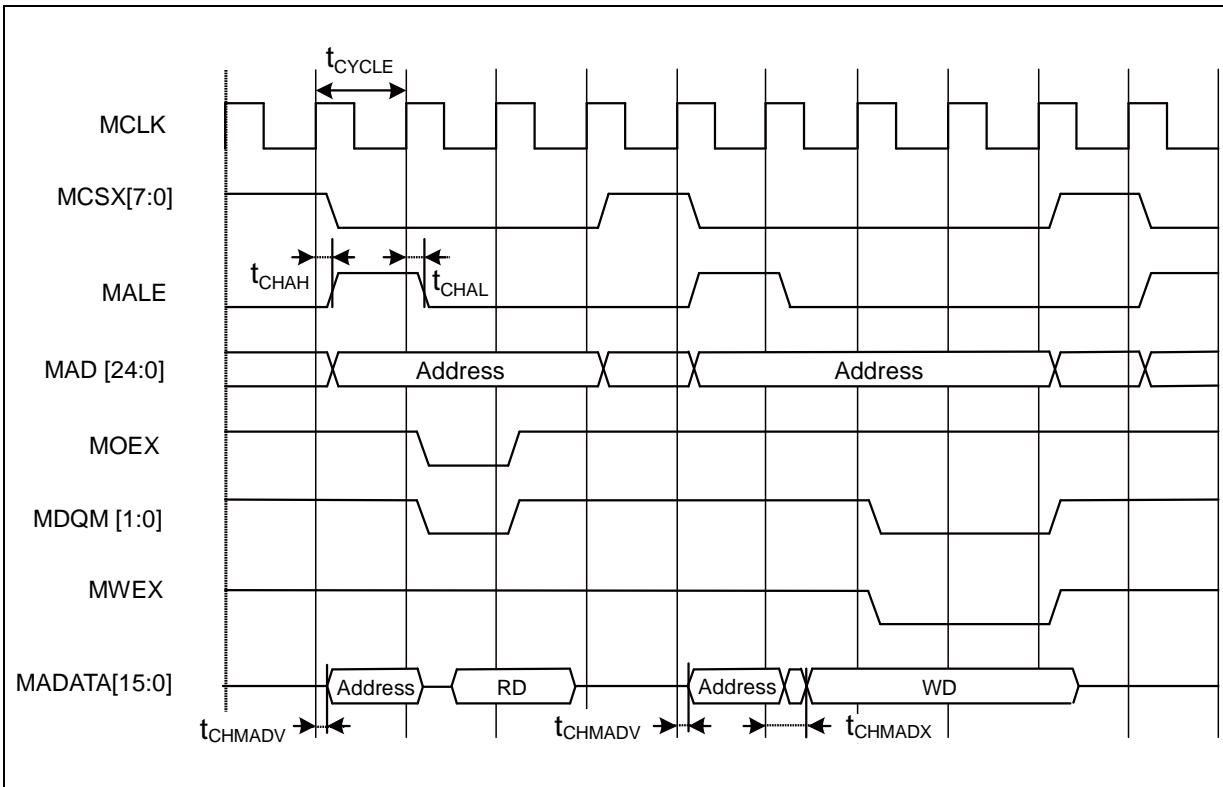 tCYCLE
MCLK
MCSX[7:0]
tCHAH
tCHAL
MALE
MAD [24:0]
Address
Address
MOEX
MDQM [1:0]
MWEX
MADATA[15:0]
Address
RD
Address
WD
tCHMADV
tCHMADV
tCHMADX